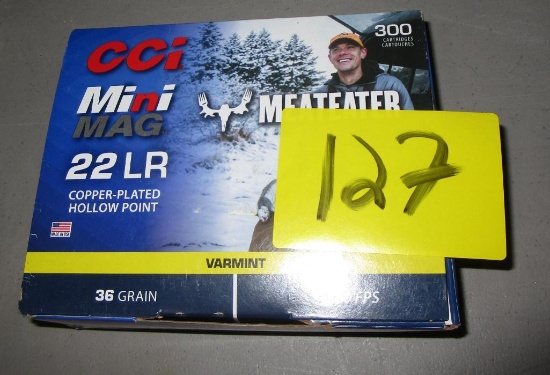 CCi
300
CARTRIDGES
CARTOUCHES
Mini
MAG
MEATEATER
22 LR
COPPER-PLATED
HOLLOW POINT
127
VARMINT
36 GRAIN
FPS